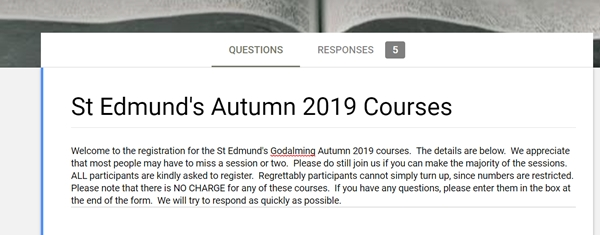 QUESTIONS RESPONSES 5
St Edmund's Autumn 2019 Courses
Welcome to the registration for the St Edmund's Godalming Autumn 2019 courses. The details are below. We appreciate
that most people may have to miss a session or two. Please do still join us if you can make the majority of the sessions.
ALL participants are kindly asked to register. Regrettably participants cannot simply turn up, since numbers are restricted.
Please note that there is NO CHARGE for any of these courses. If you have any questions, please enter them in the box at
the end of the form. We will try to respond as quickly as possible.